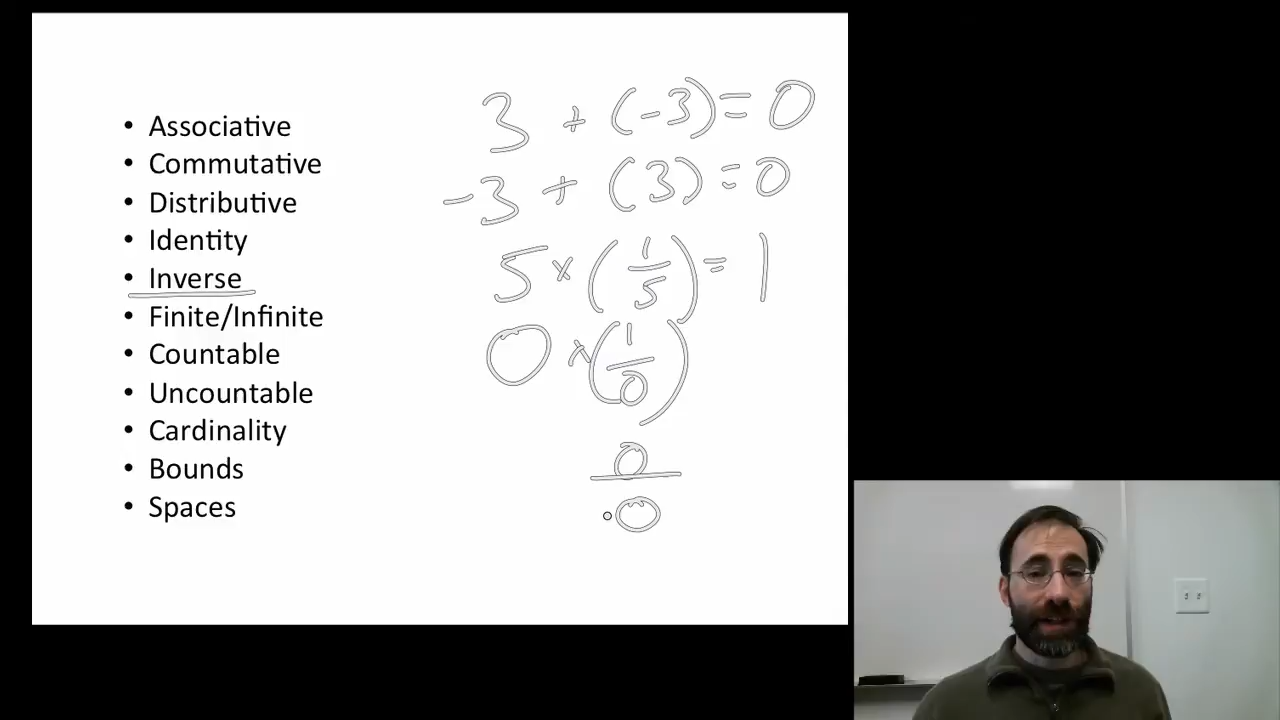 • Associative
• Commutative
• Distributive
• Identity
• Inverse
• Finite/Infinite
• Countable
• Uncountable
• Cardinality
• Bounds
• Spaces
3 + (-3) = 0
-3 + (3) = 0
5 × (1/5) = 1
0 × (1/0)
0/0